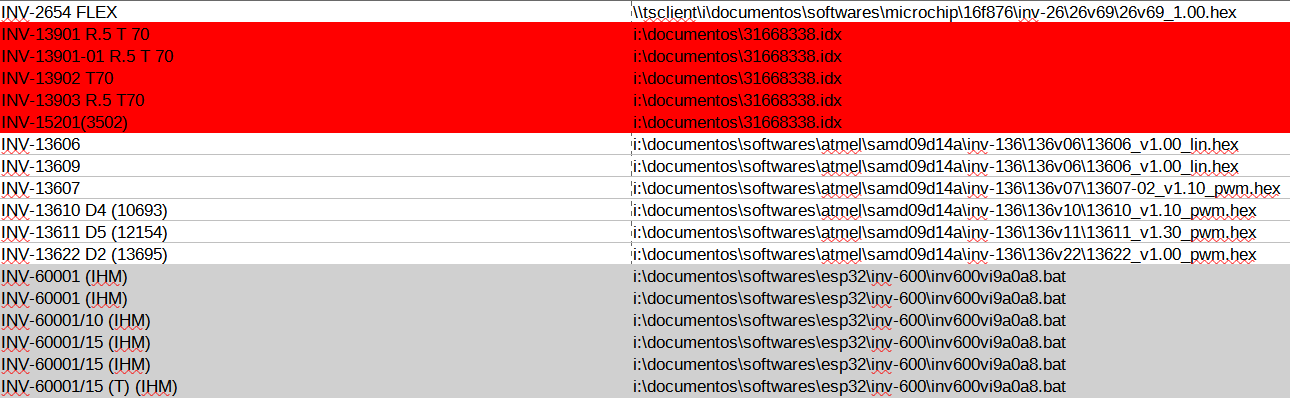 INV-2654 FLEX \\tsclient\i\documentos\softwares\microchip\16f876\inv-26\26v69\26v69_1.00.hex
INV-13901 R.5 T 70 i:\documentos\31668338.idx
INV-13901-01 R.5 T 70 i:\documentos\31668338.idx
INV-13902 T70 i:\documentos\31668338.idx
INV-13903 R.5 T70 i:\documentos\31668338.idx
INV-15201(3502) i:\documentos\31668338.idx
INV-13606 i:\documentos\softwares\atmel\samd09d14a\inv-136\136v06\13606_v1.00_lin.hex
INV-13609 i:\documentos\softwares\atmel\samd09d14a\inv-136\136v06\13606_v1.00_lin.hex
INV-13607 i:\documentos\softwares\atmel\samd09d14a\inv-136\136v07\13607-02_v1.10_pwm.hex
INV-13610 D4 (10693) i:\documentos\softwares\atmel\samd09d14a\inv-136\136v10\13610_v1.10_pwm.hex
INV-13611 D5 (12154) i:\documentos\softwares\atmel\samd09d14a\inv-136\136v11\13611_v1.30_pwm.hex
INV-13622 D2 (13695) i:\documentos\softwares\atmel\samd09d14a\inv-136\136v22\13622_v1.00_pwm.hex
INV-60001 (IHM) i:\documentos\softwares\esp32\inv-600\inv600vi9a0a8.bat
INV-60001 (IHM) i:\documentos\softwares\esp32\inv-600\inv600vi9a0a8.bat
INV-60001/10 (IHM) i:\documentos\softwares\esp32\inv-600\inv600vi9a0a8.bat
INV-60001/15 (IHM) i:\documentos\softwares\esp32\inv-600\inv600vi9a0a8.bat
INV-60001/15 (IHM) i:\documentos\softwares\esp32\inv-600\inv600vi9a0a8.bat
INV-60001/15 (T) (IHM) i:\documentos\softwares\esp32\inv-600\inv600vi9a0a8.bat